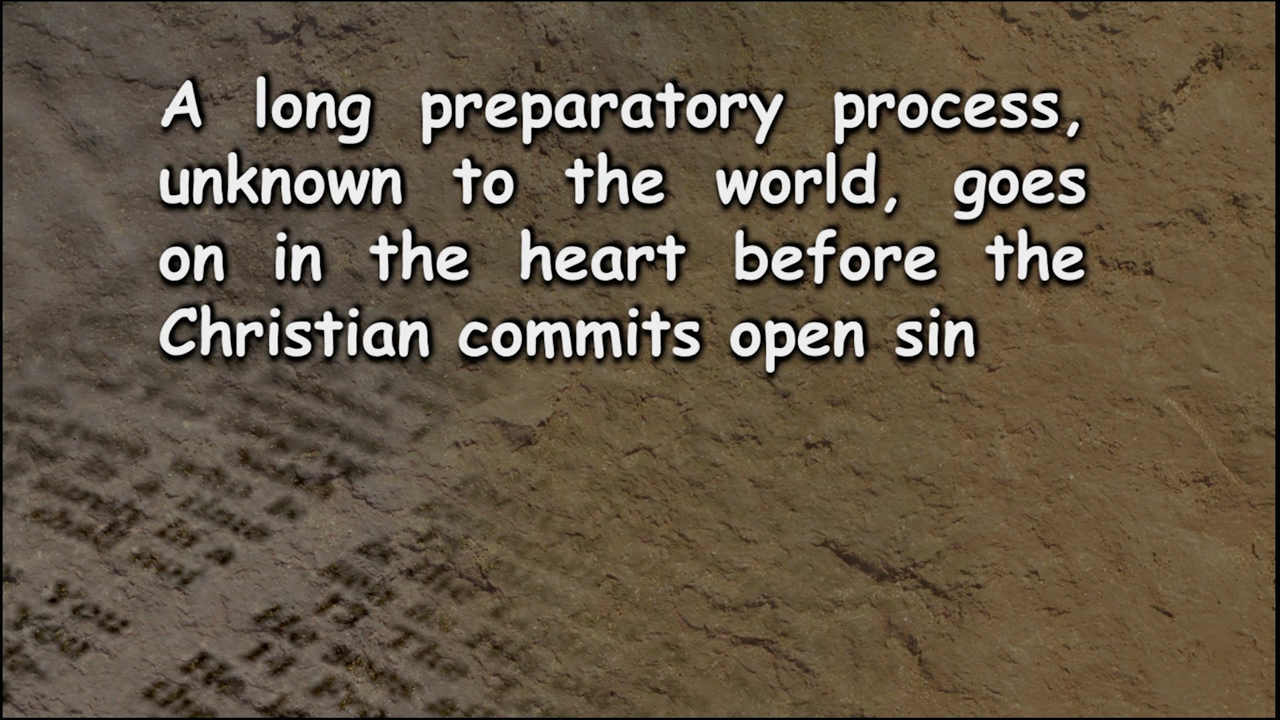 A long preparatory process,
unknown to the world, goes
on in the heart before the
Christian commits open sin